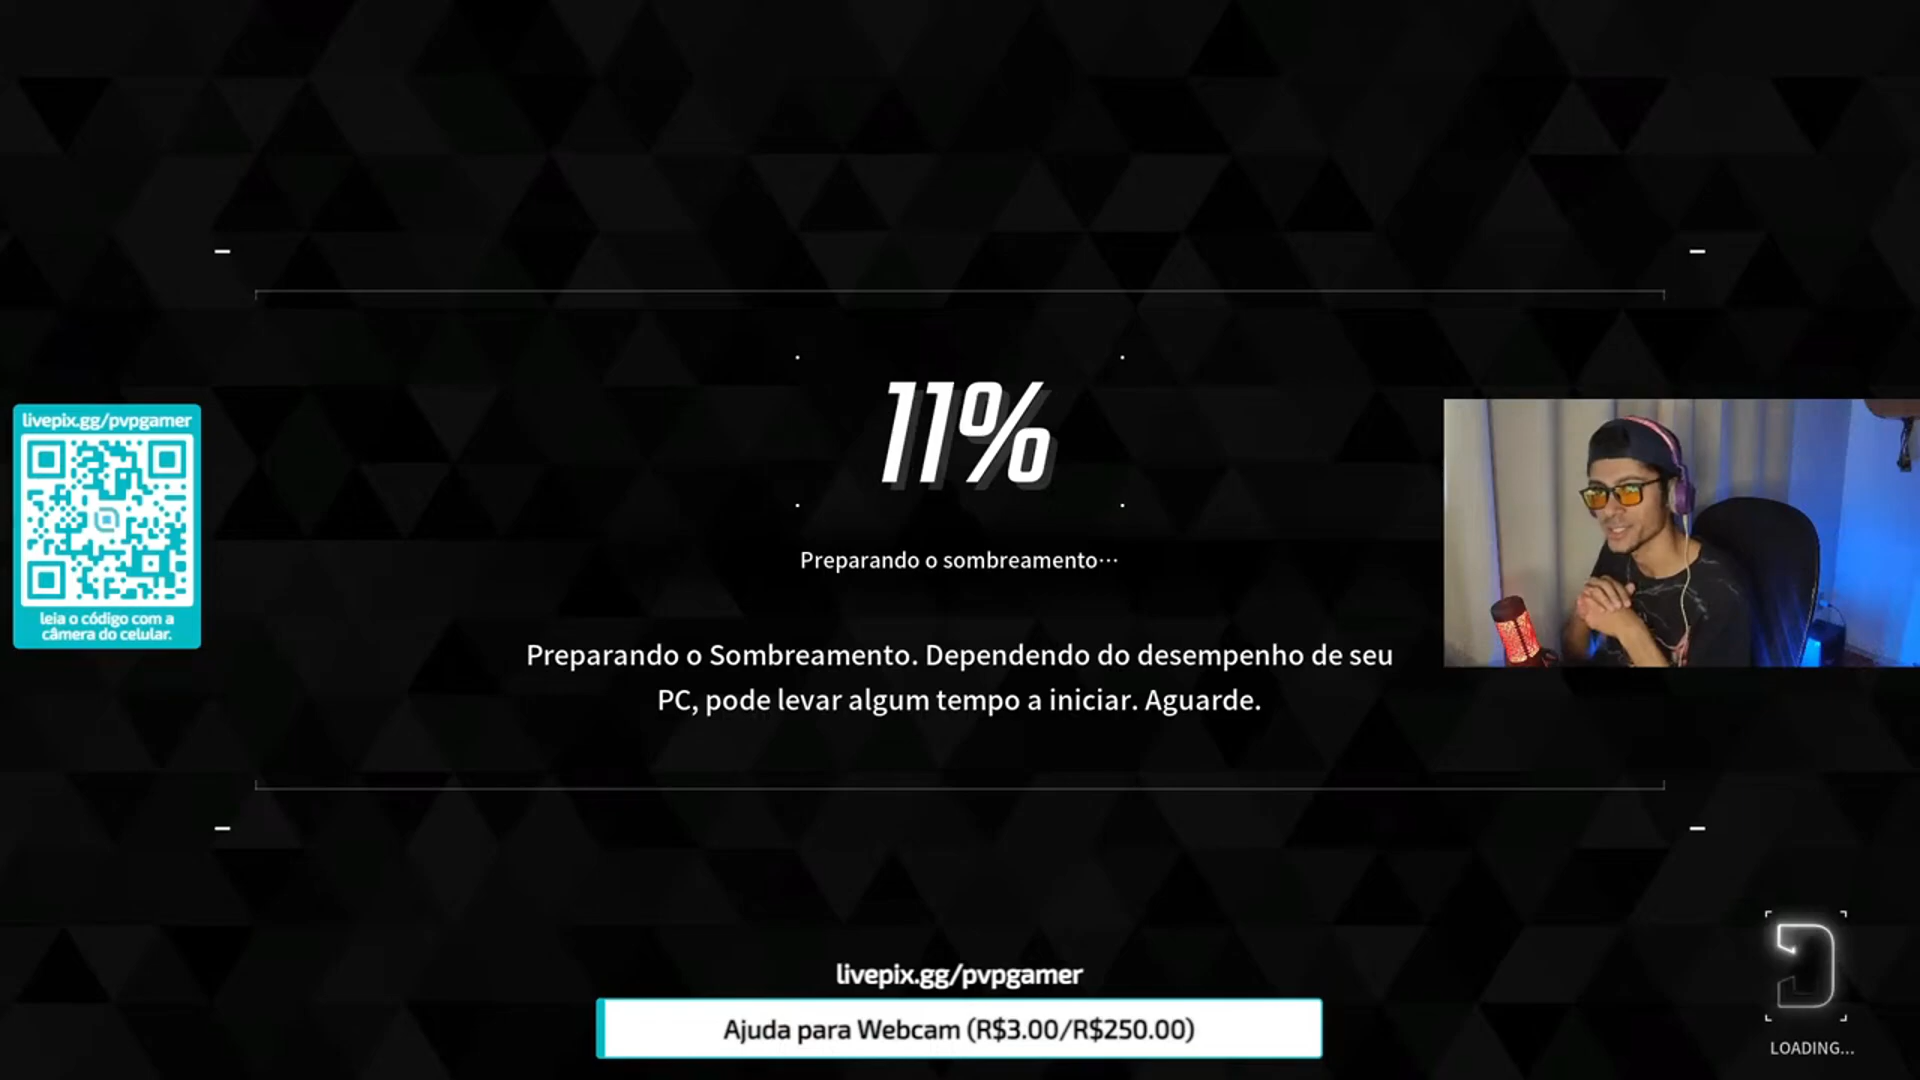 livepix.gg/pvpgamer
leia o código com a
câmera do celular.
11%
Preparando o sombreamento...
Preparando o Sombreamento. Dependendo do desempenho de seu
PC, pode levar algum tempo a iniciar. Aguarde.
livepix.gg/pvpgamer
Ajuda para Webcam (R$3.00/R$250.00)
LOADING...